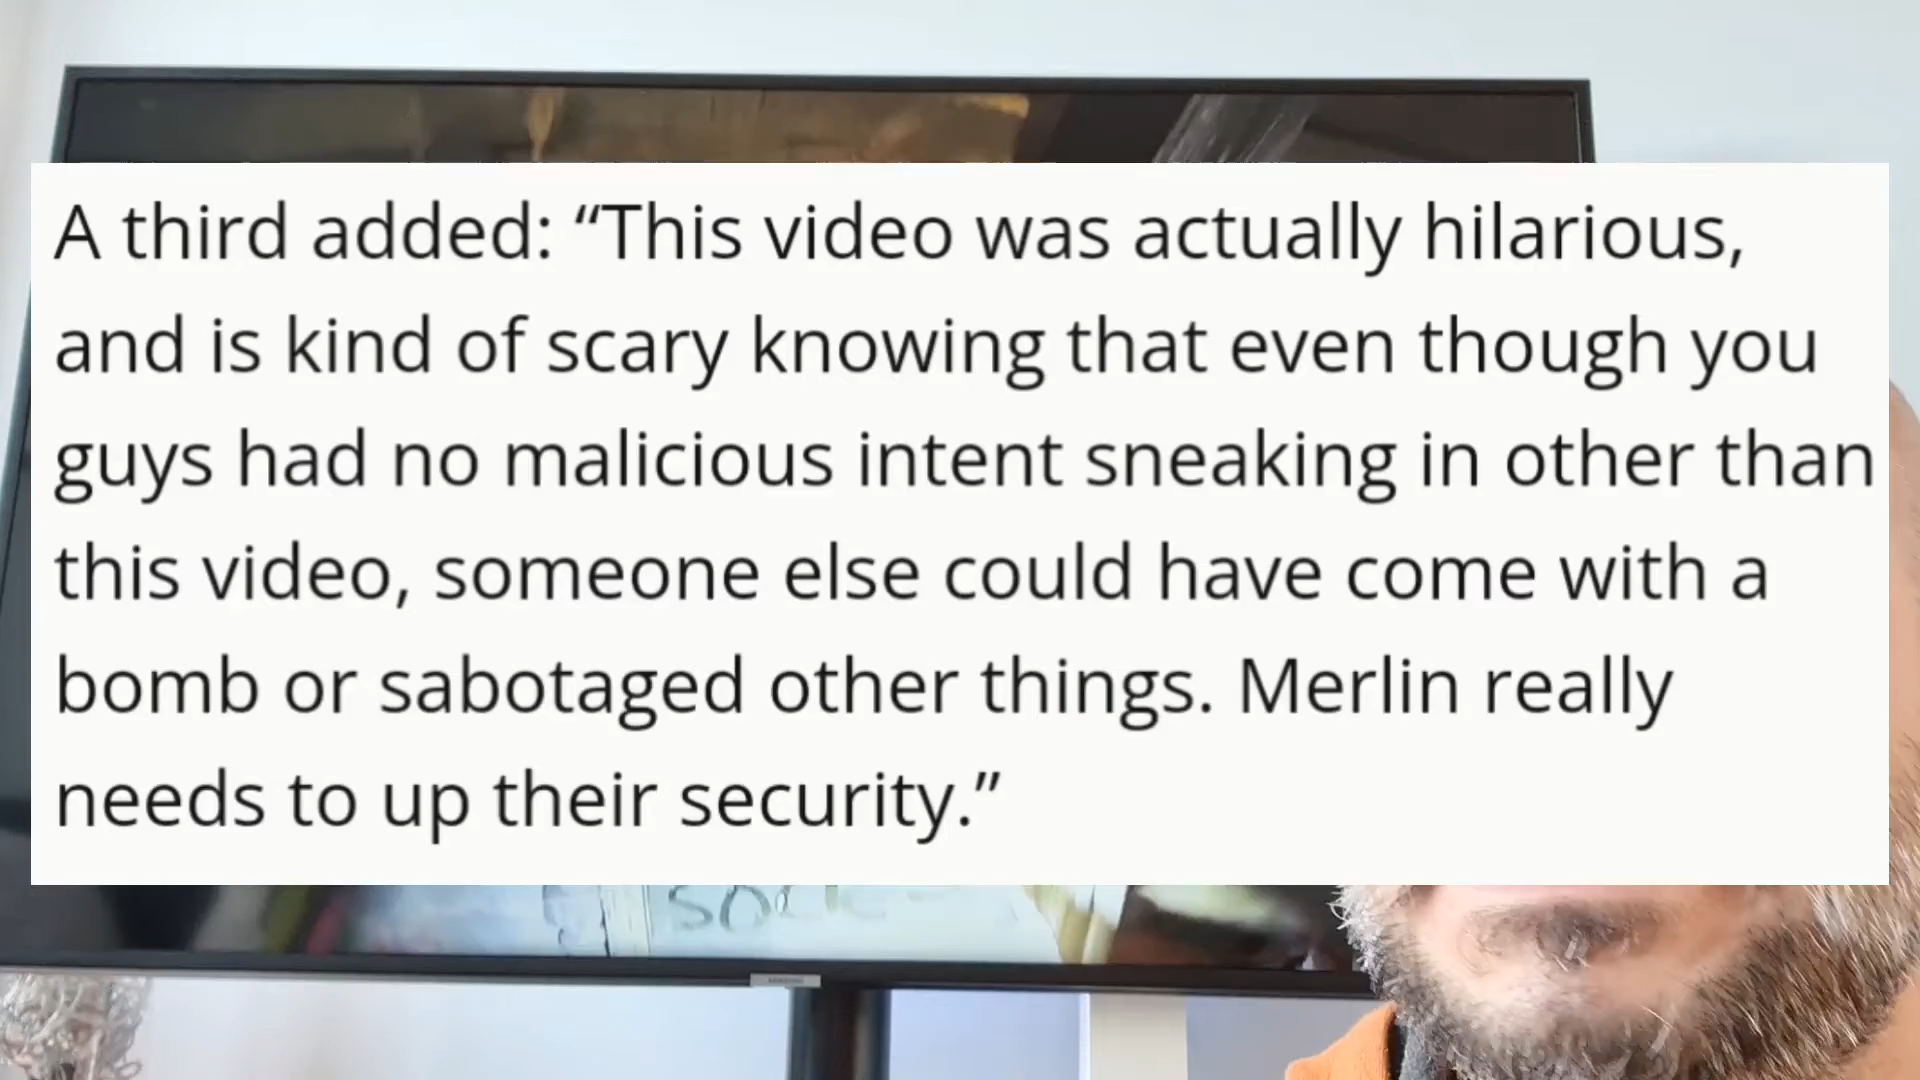 A third added: “This video was actually hilarious,
and is kind of scary knowing that even though you
guys had no malicious intent sneaking in other than
this video, someone else could have come with a
bomb or sabotaged other things. Merlin really
needs to up their security.”